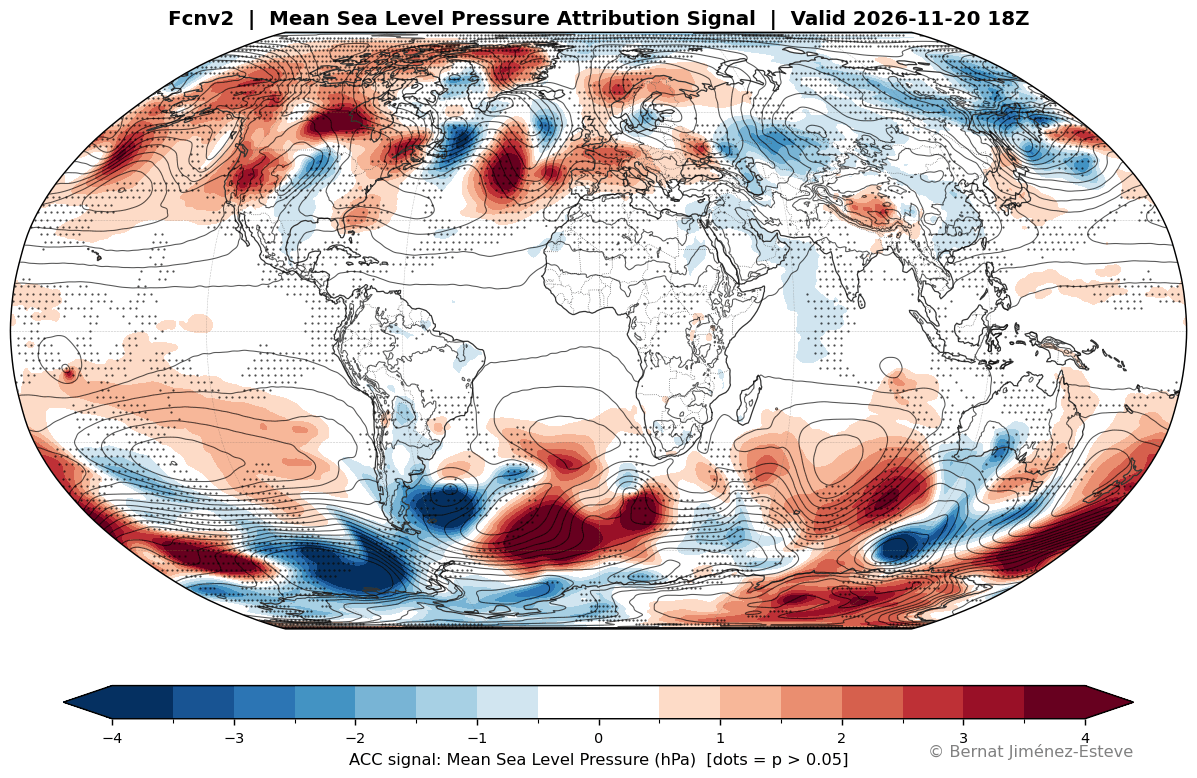 Fcnv2 | Mean Sea Level Pressure Attribution Signal | Valid 2026-11-20 18Z
−4 −3 −2 −1 0 1 2 3 4
© Bernat Jiménez-Esteve
ACC signal: Mean Sea Level Pressure (hPa) [dots = p > 0.05]